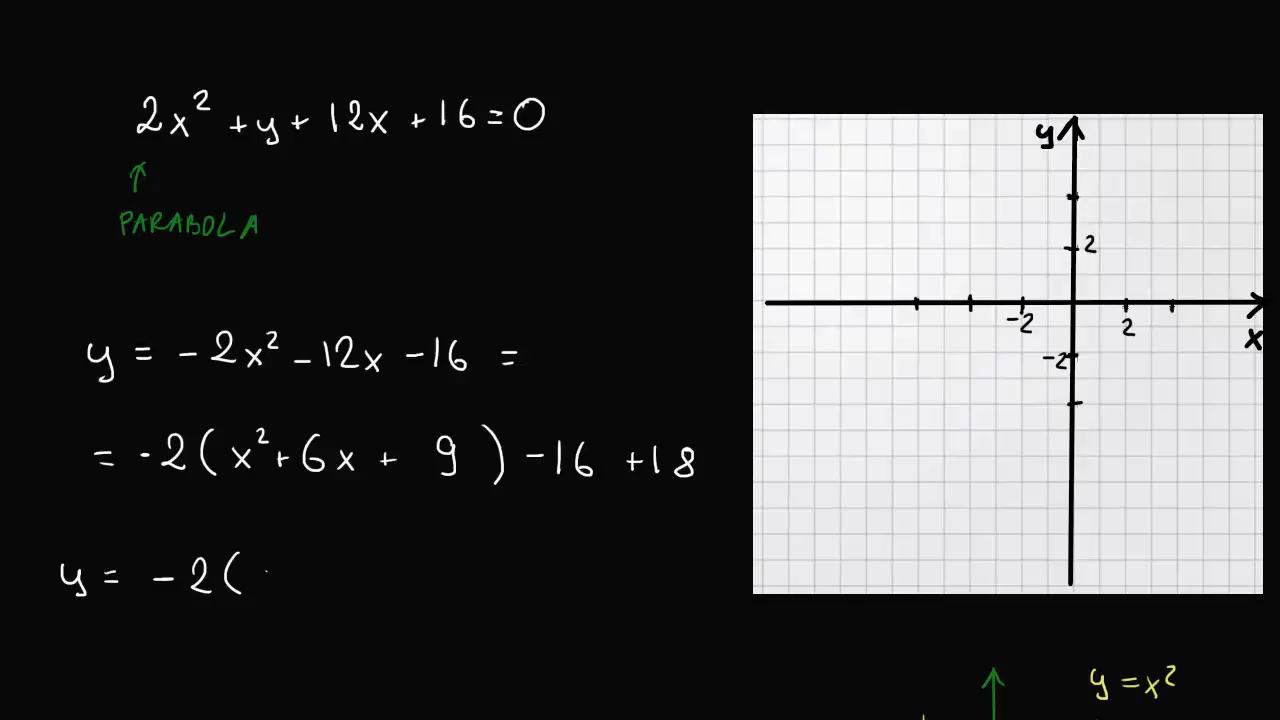 2x² + y + 12x + 16 = 0
PARABOLA
y = -2x² - 12x - 16 =
= -2(x² + 6x + 9) - 16 + 18
y = -2(
y
2
-2
2
x
-2
y = x²